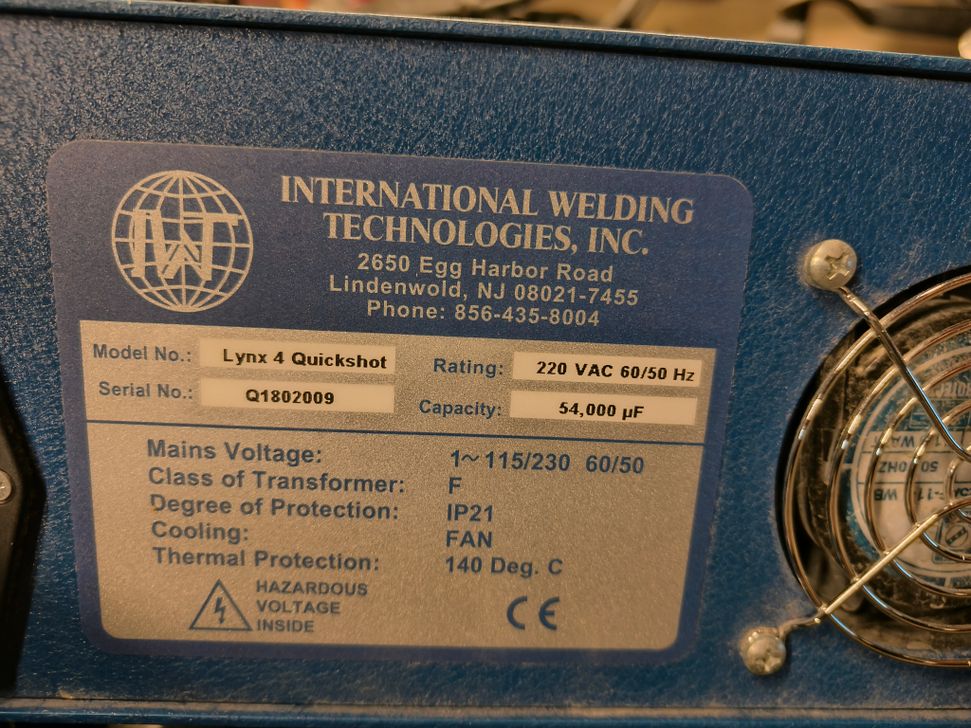 IWT
INTERNATIONAL WELDING
TECHNOLOGIES, INC.
2650 Egg Harbor Road
Lindenwold, NJ 08021-7455
Phone: 856-435-8004
Model No.: Lynx 4 Quickshot
Serial No.: Q1802009
Rating: 220 VAC 60/50 Hz
Capacity: 54,000 µF
Mains Voltage: 1~115/230 60/50
Class of Transformer: F
Degree of Protection: IP21
Cooling: FAN
Thermal Protection: 140 Deg. C
HAZARDOUS
VOLTAGE
INSIDE
CE